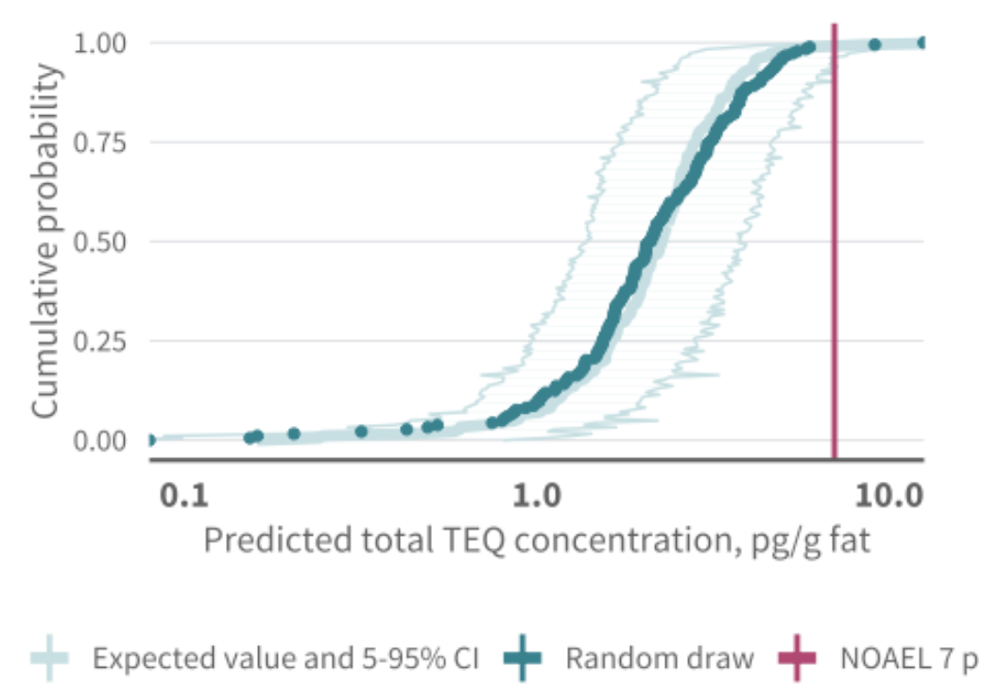 Cumulative probability
1.00
0.75
0.50
0.25
0.00
0.1 1.0 10.0
Predicted total TEQ concentration, pg/g fat
Expected value and 5-95% CI Random draw NOAEL 7 p